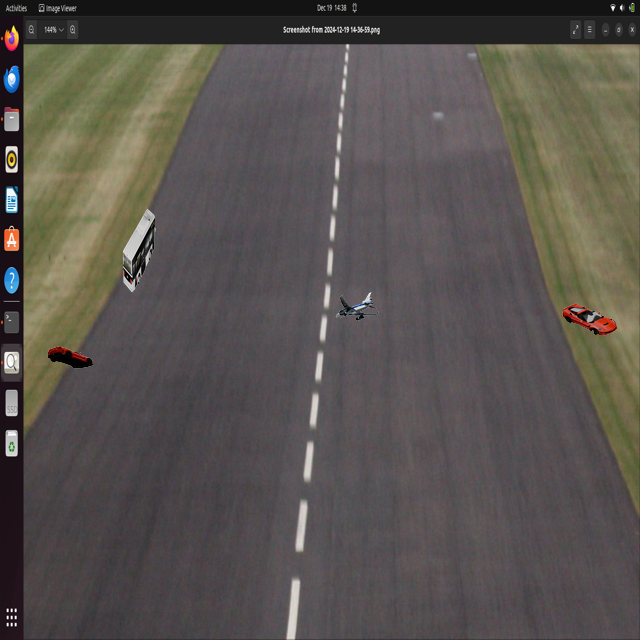 Activities
Image Viewer
Dec 19 14:38
144%
Screenshot from 2024-12-19 14-36-59.png